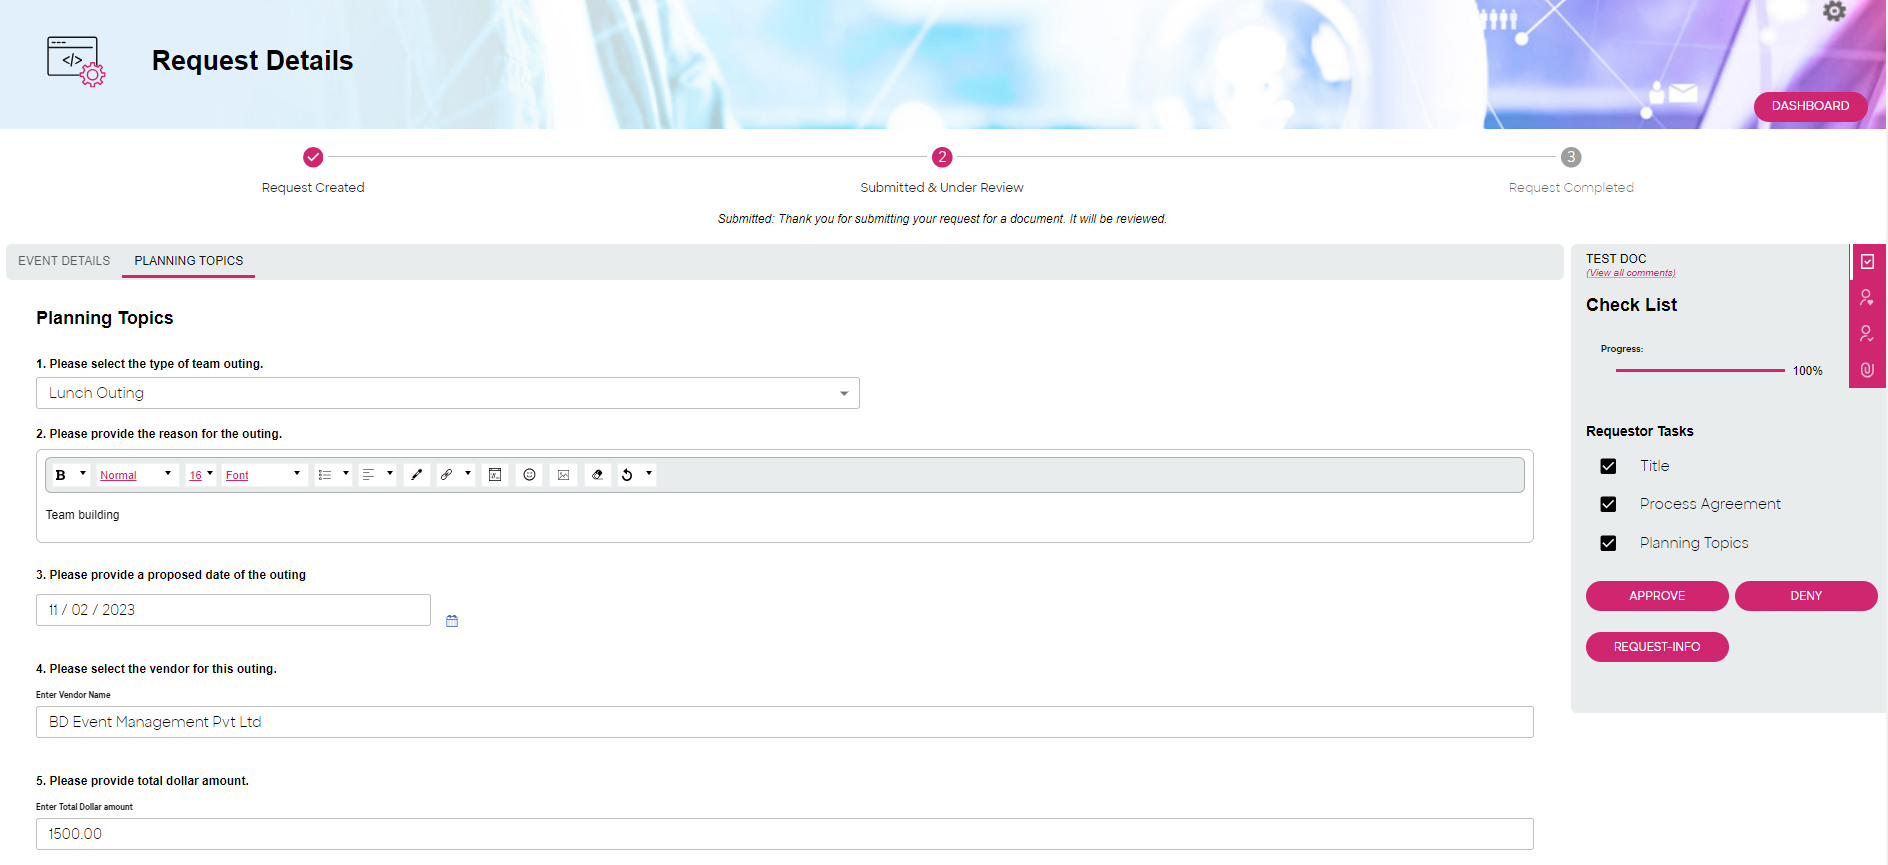 Request Details
DASHBOARD
2
3
Request Created
Submitted & Under Review
Request Completed
Submitted: Thank you for submitting your request for a document. It will be reviewed.
EVENT DETAILS
PLANNING TOPICS
Planning Topics
1. Please select the type of team outing.
Lunch Outing
2. Please provide the reason for the outing.
B
Normal
16
Font
Team building
3. Please provide a proposed date of the outing
11 / 02 / 2023
4. Please select the vendor for this outing.
Enter Vendor Name
BD Event Management Pvt Ltd
5. Please provide total dollar amount.
Enter Total Dollar amount
1500.00
TEST DOC
(View all comments)
Check List
Progress:
100%
Requestor Tasks
Title
Process Agreement
Planning Topics
APPROVE
DENY
REQUEST-INFO